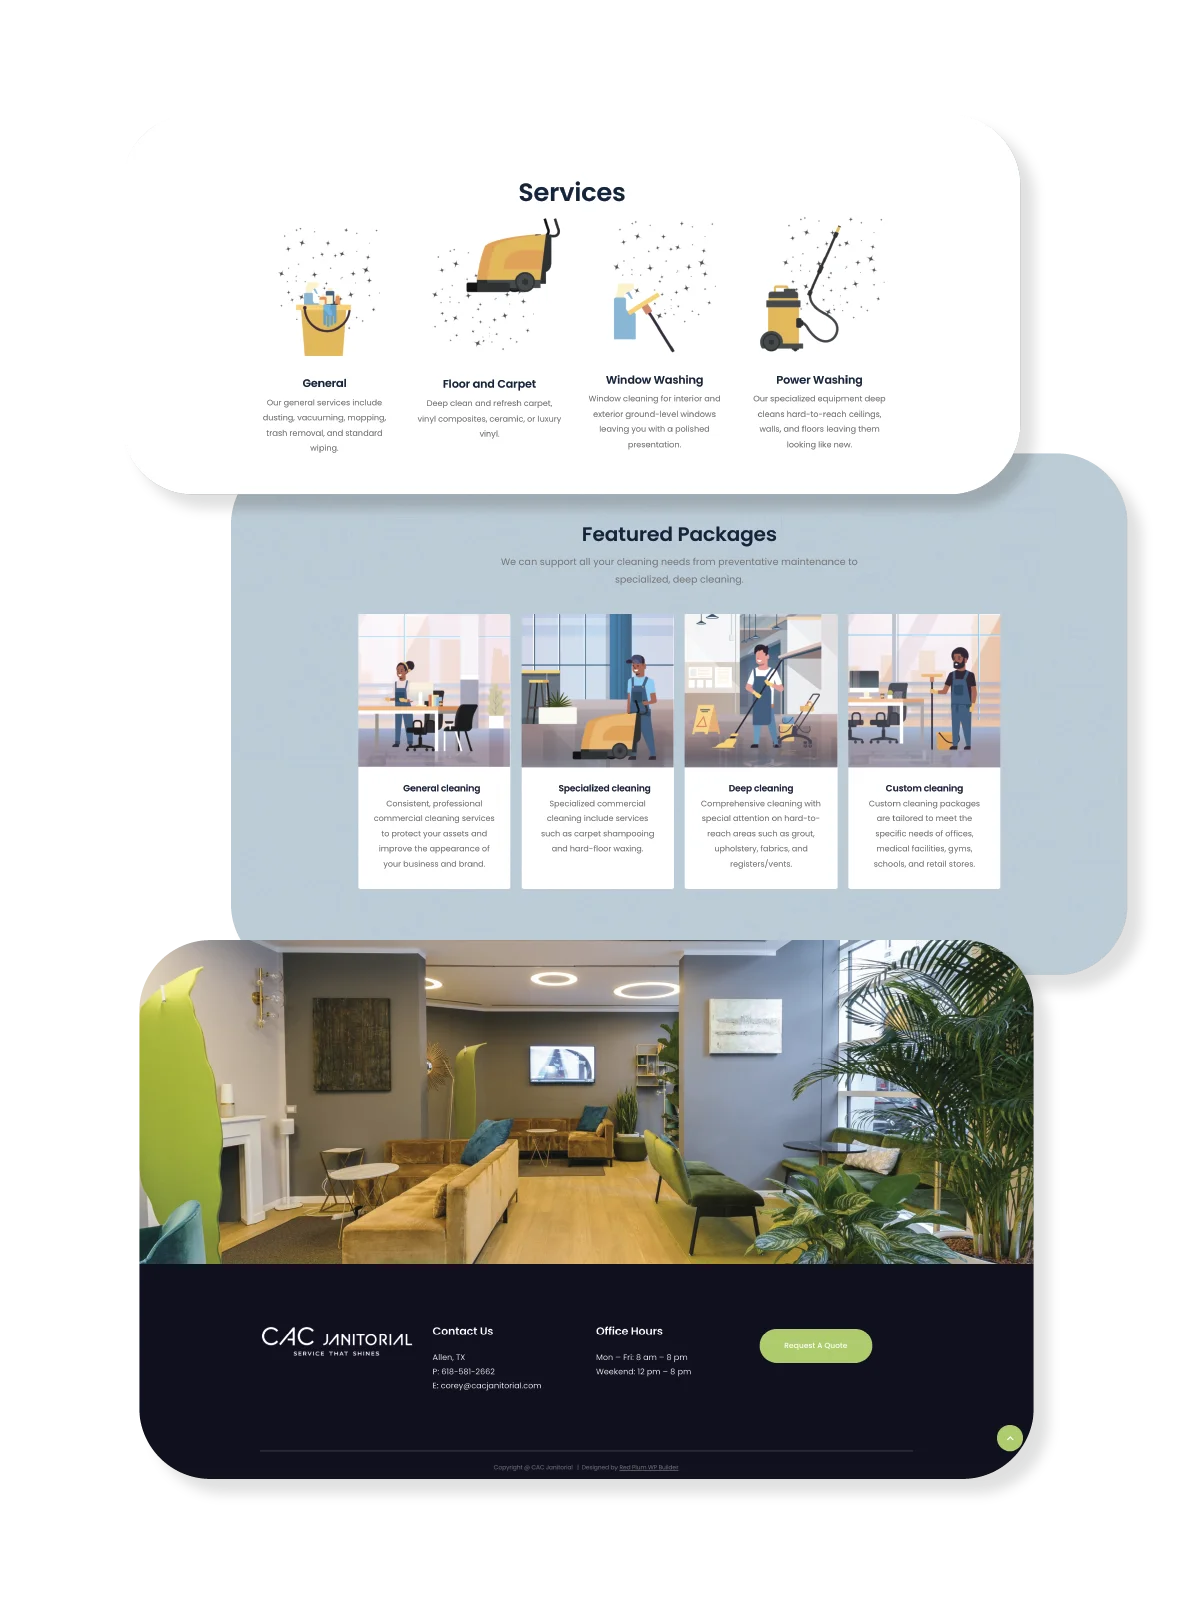 Services
General
Our general services include
dusting, vacuuming, mopping,
trash removal, and standard
wiping.
Floor and Carpet
Deep clean and refresh carpet,
vinyl composites, ceramic, or luxury
vinyl.
Window Washing
Window cleaning for interior and
exterior ground-level windows
leaving you with a polished
presentation.
Power Washing
Our specialized equipment deep
cleans hard-to-reach ceilings,
walls, and floors leaving them
looking like new.
Featured Packages
We can support all your cleaning needs from preventative maintenance to
specialized, deep cleaning.
General cleaning
Consistent, professional
commercial cleaning services
to protect your assets and
improve the appearance of
your business and brand.
Specialized cleaning
Specialized commercial
cleaning include services
such as carpet shampooing
and hard-floor waxing.
Deep cleaning
Comprehensive cleaning with
special attention on hard-to-
reach areas such as grout,
upholstery, fabrics, and
registers/vents.
Custom cleaning
Custom cleaning packages
are tailored to meet the
specific needs of offices,
medical facilities, gyms,
schools, and retail stores.
CAC JANITORIAL
SERVICE THAT SHINES
Contact Us
Allen, TX
P: 618-581-2662
E: corey@cacjanitorial.com
Office Hours
Mon – Fri: 8 am – 8 pm
Weekend: 12 pm – 8 pm
Request A Quote
Copyright @ CAC Janitorial | Designed by Red Plum WP Builder